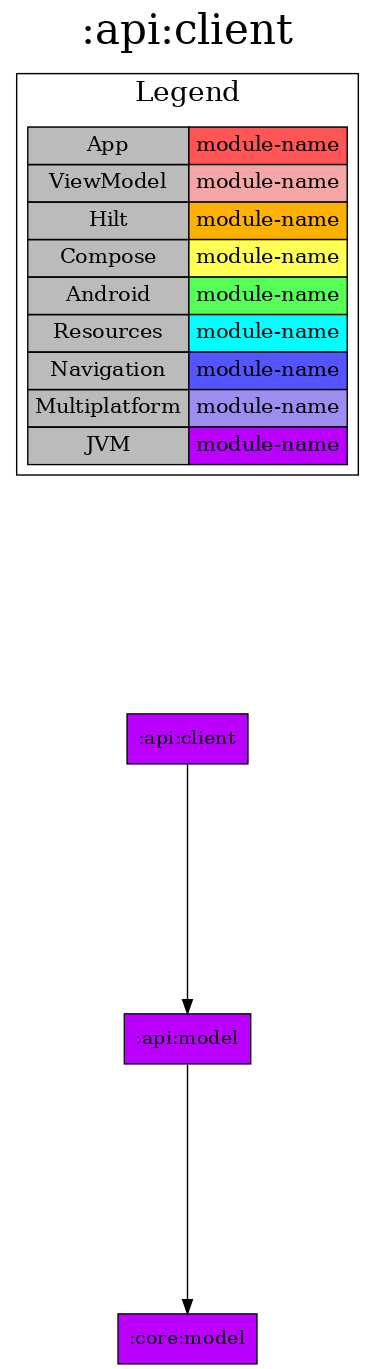 :api:client
Legend
App module-name
ViewModel module-name
Hilt module-name
Compose module-name
Android module-name
Resources module-name
Navigation module-name
Multiplatform module-name
JVM module-name
:api:client
:api:model
:core:model